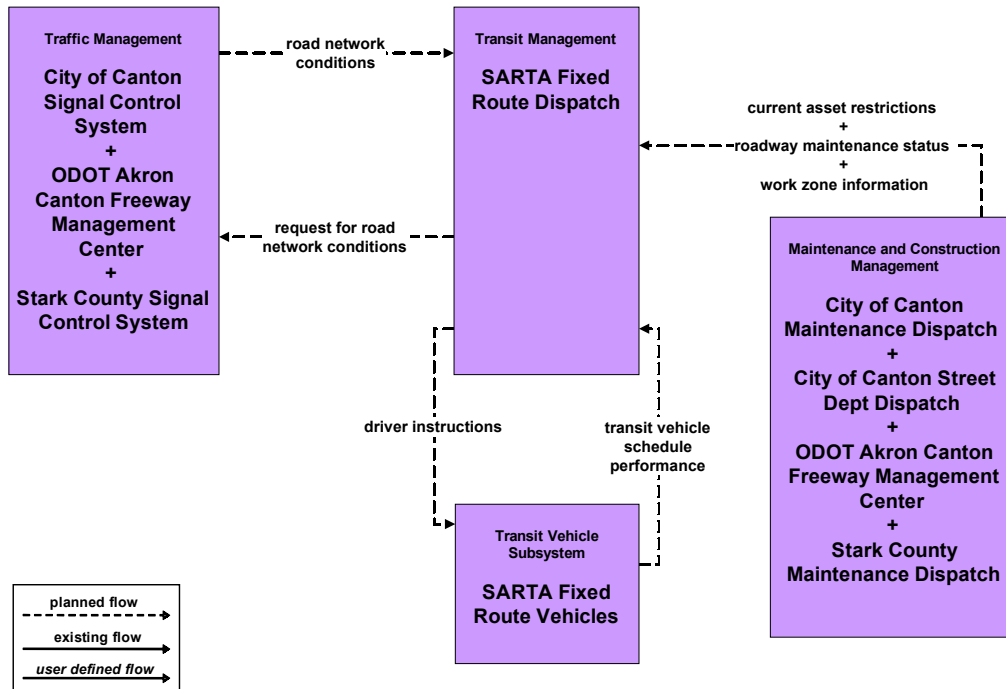 Traffic Management
City of Canton
Signal Control
System
+
ODOT Akron
Canton Freeway
Management
Center
+
Stark County Signal
Control System
road network
conditions
request for road
network conditions
Transit Management
SARTA Fixed
Route Dispatch
current asset restrictions
+
roadway maintenance status
+
work zone information
Maintenance and Construction
Management
City of Canton
Maintenance Dispatch
+
City of Canton Street
Dept Dispatch
+
ODOT Akron Canton
Freeway Management
Center
+
Stark County
Maintenance Dispatch
driver instructions
transit vehicle
schedule
performance
Transit Vehicle
Subsystem
SARTA Fixed
Route Vehicles
planned flow
existing flow
user defined flow